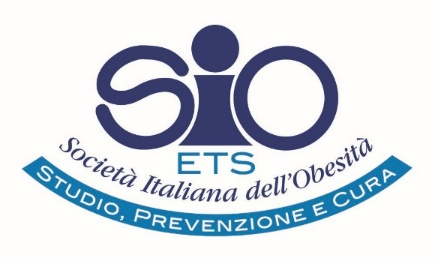 SIO
ETS
Società Italiana dell'Obesità
STUDIO, PREVENZIONE E CURA